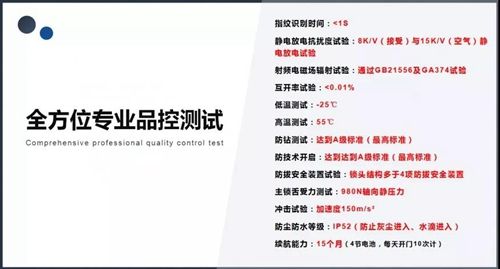 全方位专业品控测试
Comprehensive professional quality control test
指纹识别时间：<1S
静电放电抗扰度试验：8K/V（接受）与15K/V（空气）静
电放电试验
射频电磁场辐射试验：通过GB21556及GA374试验
互开率试验：<0.01%
低温测试：-25℃
高温测试：55℃
防钻测试：达到A级标准（最高标准）
防技术开启：达到达到A级标准（最高标准）
防拔安全装置试验：锁头结构多于4项防拔安全装置
主锁舌受力测试：980N轴向静压力
冲击试验：加速度150m/s²
防尘防水等级：IP52（防止灰尘进入、水滴进入）
续航能力：15个月（4节电池，每天开门10次计）